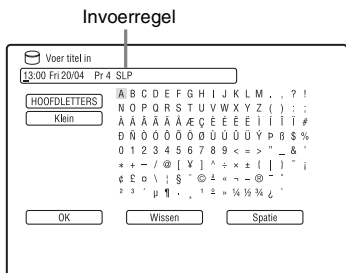 Invoerregel
Voer titel in
13:00 Fri 20/04 Pr 4 SLP
HOOFDLETTERS
Klein
A B C D E F G H I J K L M . , ? !
N O P Q R S T U V W X Y Z ( ) : ;
À Á Â Ã Ä Å Æ Ç È É Ê Ë Ì Í Î Ï #
Ð Ñ Ò Ó Ô Õ Ö Ø Ù Ú Û Ü Ý Þ ß $ %
0 1 2 3 4 5 6 7 8 9 < = > " _ & '
* + – / @ [ ¥ ] ^ ÷ × ± { | } ~ ¡
¢ £ ¤ \ ¦ § ¨ © ª « ¬ - ® ¯ °
² ³ ´ µ ¶ · ¸ ¹ º » ¼ ½ ¾ ¿ `
OK Wissen Spatie